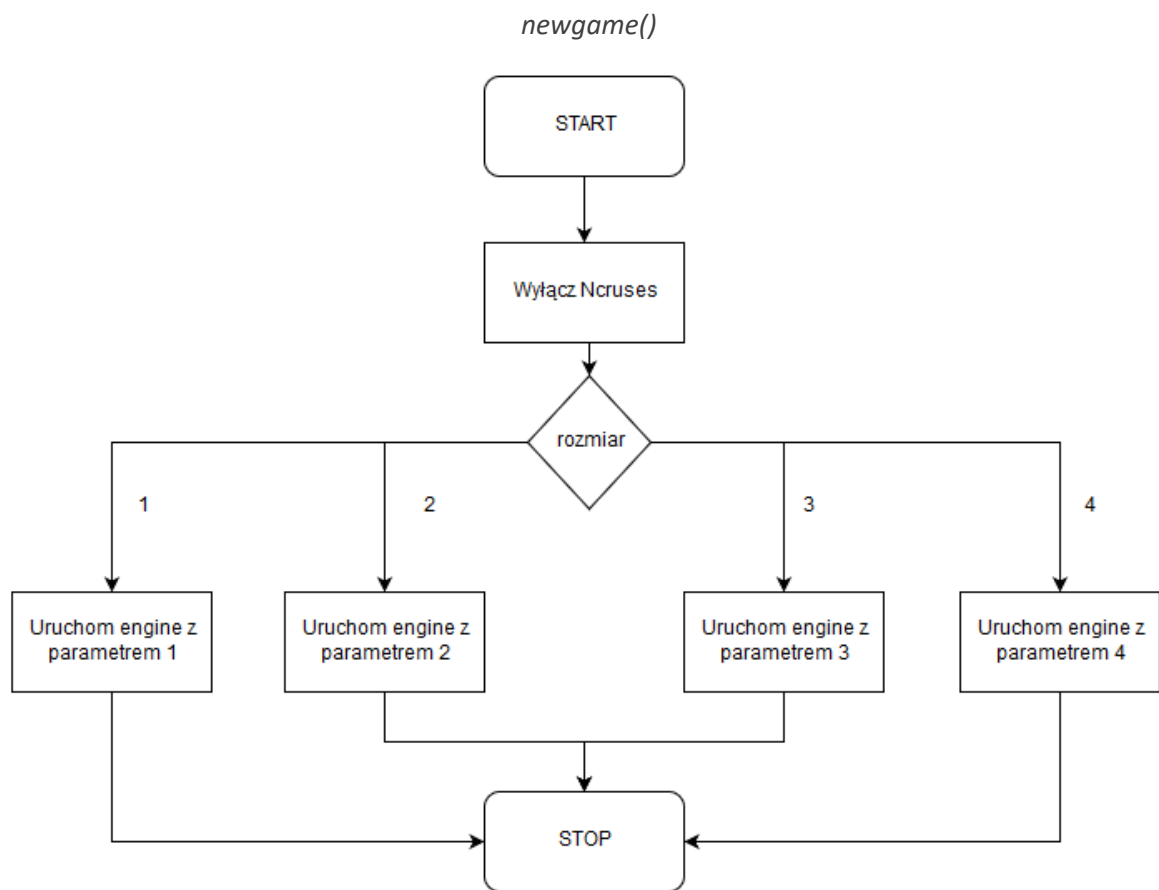 newgame()
START
Wyłącz Ncruses
rozmiar
1
2
3
4
Uruchom engine z
parametrem 1
Uruchom engine z
parametrem 2
Uruchom engine z
parametrem 3
Uruchom engine z
parametrem 4
STOP